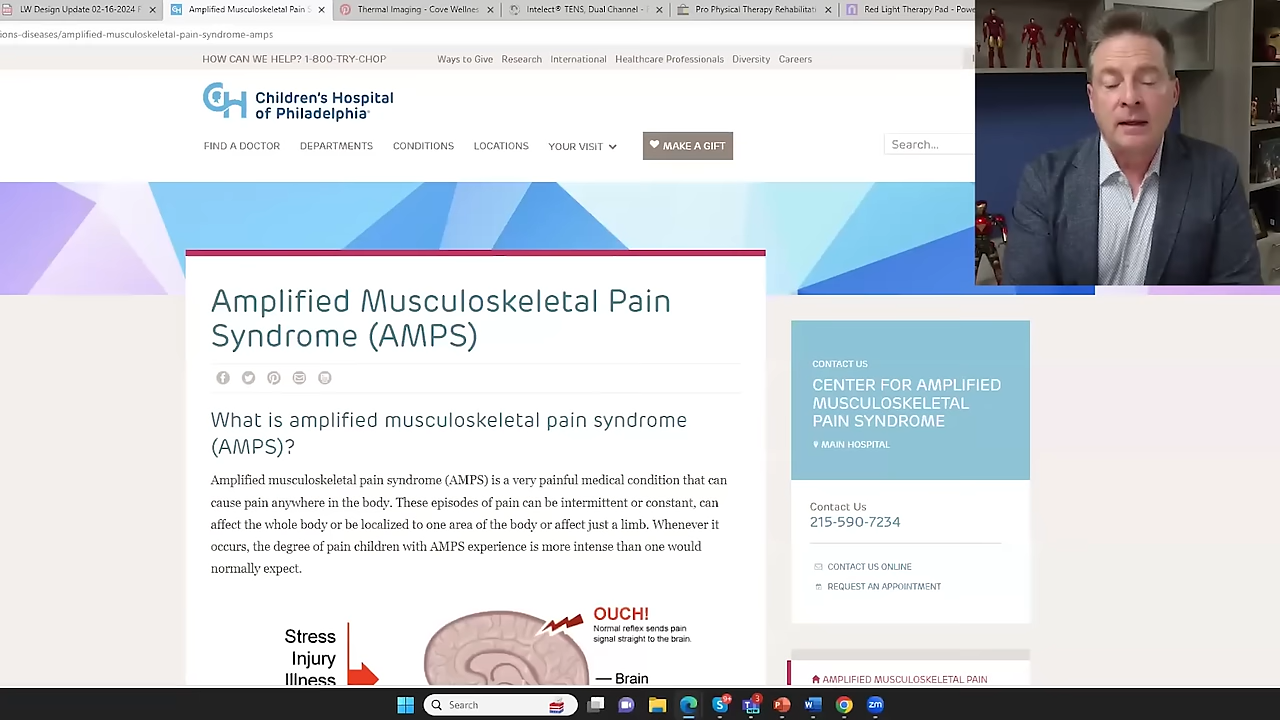 LW Design Update 02-16-2024 F
Amplified Musculoskeletal Pain S
Thermal Imaging - Cove Wellnes
Intelect® TENS, Dual Channel - F
Pro Physical Therapy Rehabilitati
Red Light Therapy Pad - Powe
ions-diseases/amplified-musculoskeletal-pain-syndrome-amps
HOW CAN WE HELP? 1-800-TRY-CHOP
Ways to Give Research International Healthcare Professionals Diversity Careers
Children's Hospital
of Philadelphia
FIND A DOCTOR DEPARTMENTS CONDITIONS LOCATIONS YOUR VISIT MAKE A GIFT
Search...
Amplified Musculoskeletal Pain
Syndrome (AMPS)
What is amplified musculoskeletal pain syndrome
(AMPS)?
Amplified musculoskeletal pain syndrome (AMPS) is a very painful medical condition that can
cause pain anywhere in the body. These episodes of pain can be intermittent or constant, can
affect the whole body or be localized to one area of the body or affect just a limb. Whenever it
occurs, the degree of pain children with AMPS experience is more intense than one would
normally expect.
Stress
Injury
Illness
OUCH!
Normal reflex sends pain
signal straight to the brain.
Brain
CONTACT US
CENTER FOR AMPLIFIED
MUSCULOSKELETAL
PAIN SYNDROME
MAIN HOSPITAL
Contact Us
215-590-7234
CONTACT US ONLINE
REQUEST AN APPOINTMENT
AMPLIFIED MUSCULOSKELETAL PAIN
Search